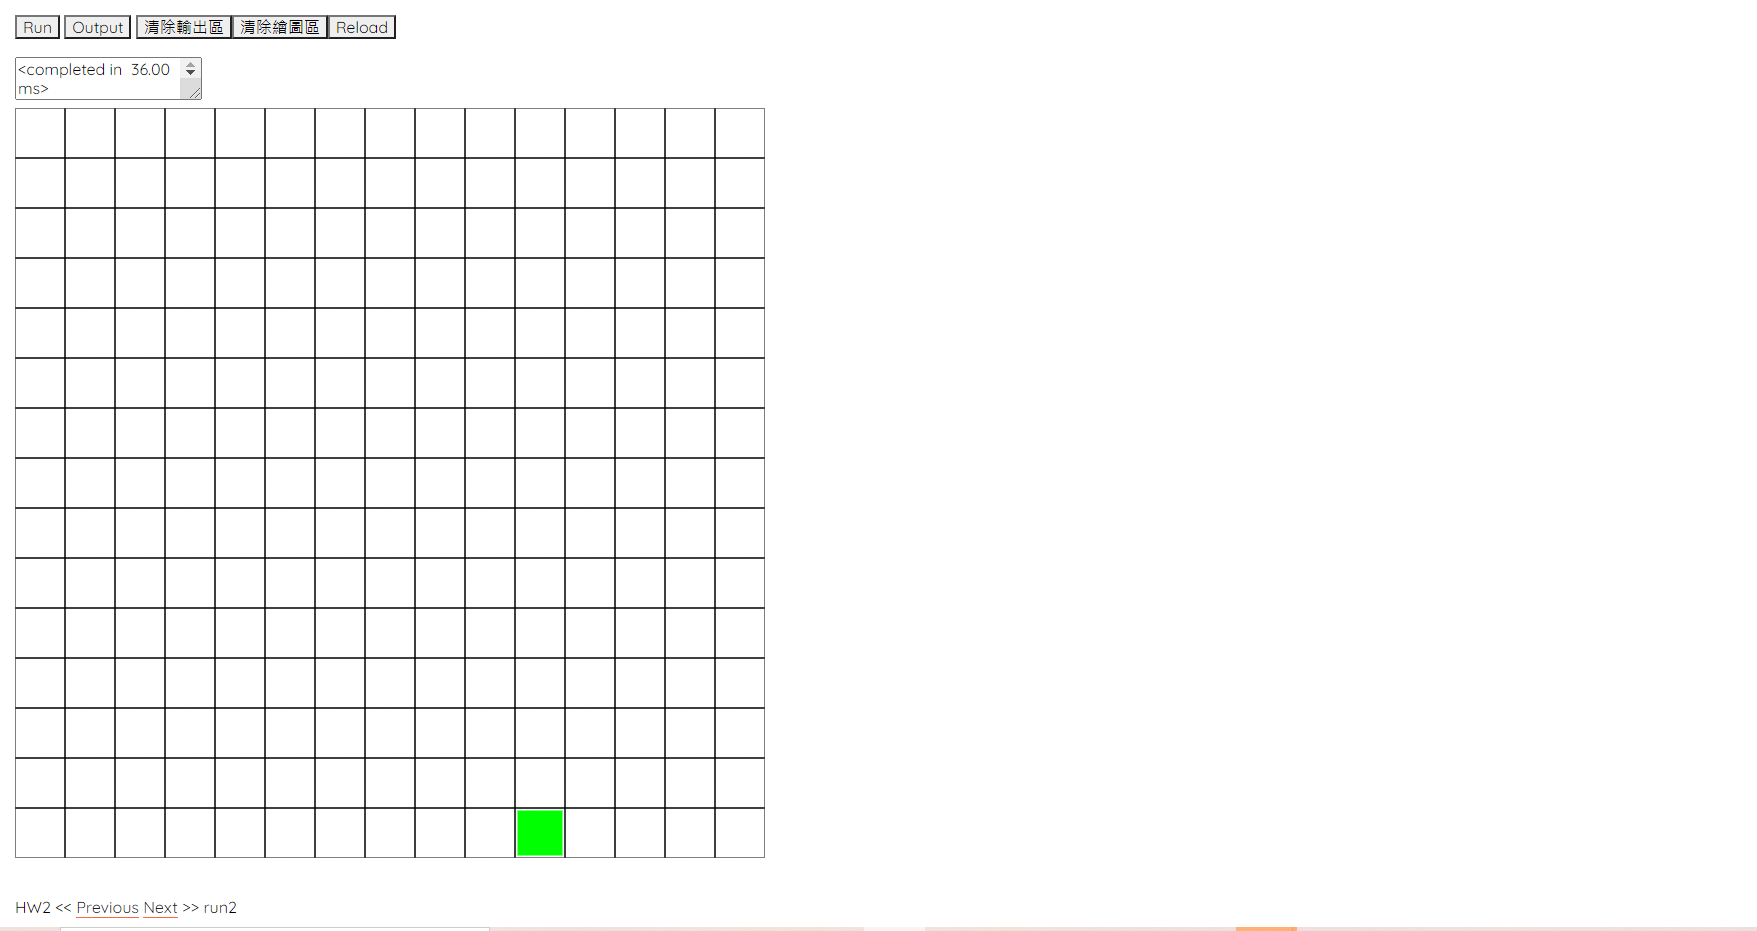 Run Output 清除輸出區 清除繪圖區 Reload
<completed in 36.00
ms>
HW2 << Previous Next >> run2